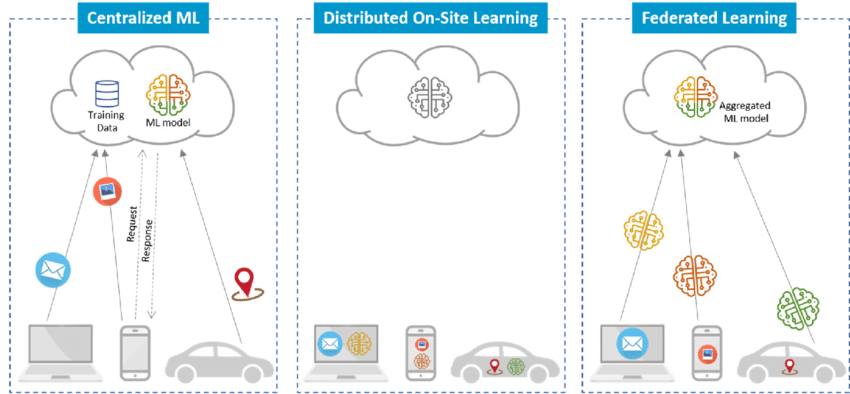 Centralized ML
Distributed On-Site Learning
Federated Learning
Training
Data
ML model
Aggregated
ML model
Request
Response